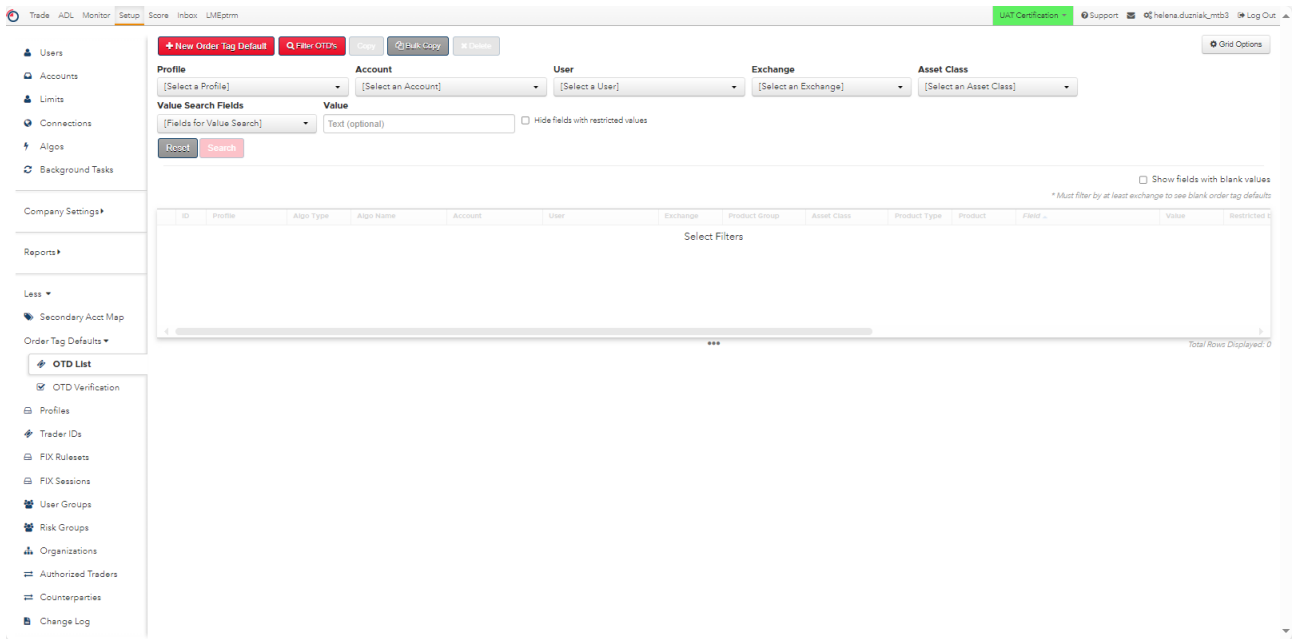 Trade ADL Monitor Setup Score Inbox LMEptrm UAT Certification Support helena.duzniak_mtb3 Log Out
Users
Accounts
Limits
Connections
Algos
Background Tasks
Company Settings
Reports
Less
Secondary Acct Map
Order Tag Defaults
OTD List
OTD Verification
Profiles
Trader IDs
FIX Rulesets
FIX Sessions
User Groups
Risk Groups
Organizations
Authorized Traders
Counterparties
Change Log
New Order Tag Default Filter OTD's Copy Bulk Copy Delete Grid Options
Profile Account User Exchange Asset Class
[Select a Profile] [Select an Account] [Select a User] [Select an Exchange] [Select an Asset Class]
Value Search Fields Value
[Fields for Value Search] Text (optional) Hide fields with restricted values
Reset Search
Show fields with blank values
* Must filter by at least exchange to see blank order tag defaults
ID Profile Algo Type Algo Name Account User Exchange Product Group Asset Class Product Type Product Field Value Restricted
Select Filters
Total Rows Displayed: 0